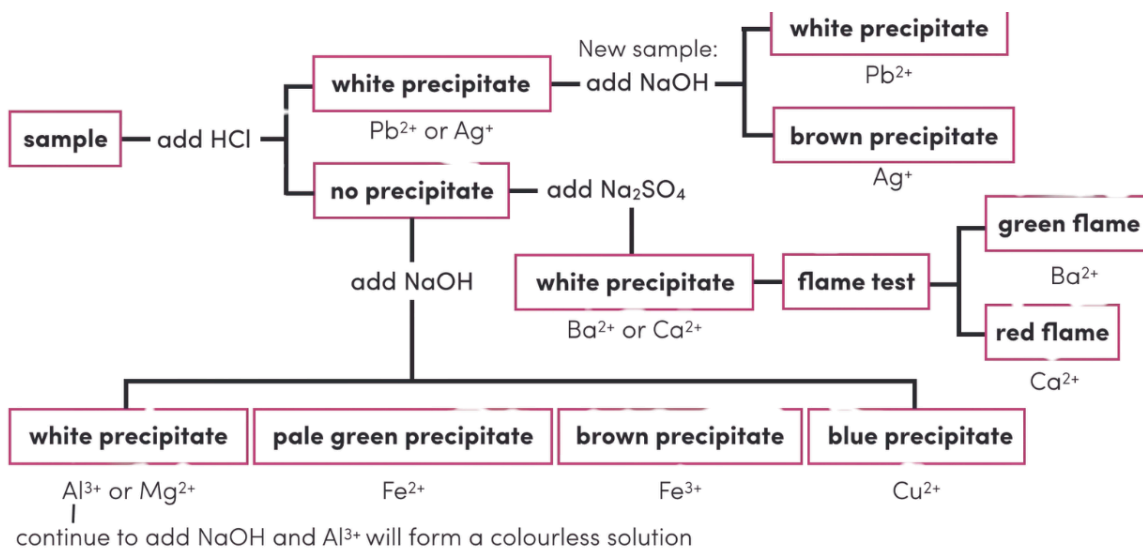 white precipitate
New sample:
Pb²⁺
white precipitate
add NaOH
Pb²⁺ or Ag⁺
brown precipitate
Ag⁺
sample
add HCl
no precipitate
add Na₂SO₄
green flame
Ba²⁺
add NaOH
white precipitate
flame test
Ba²⁺ or Ca²⁺
red flame
Ca²⁺
white precipitate
pale green precipitate
brown precipitate
blue precipitate
Al³⁺ or Mg²⁺
Fe²⁺
Fe³⁺
Cu²⁺
continue to add NaOH and Al³⁺ will form a colourless solution